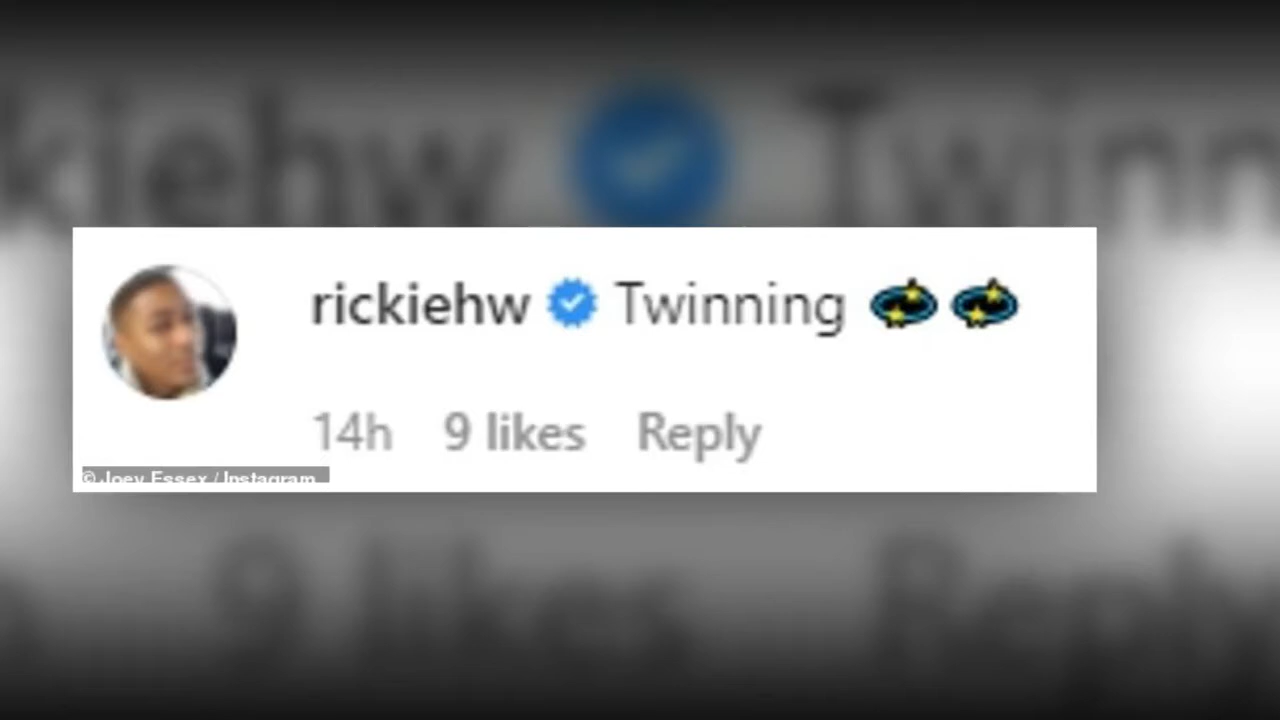 rickiehw Twinning 💫💫
14h 9 likes Reply
© Joey Essex / Instagram